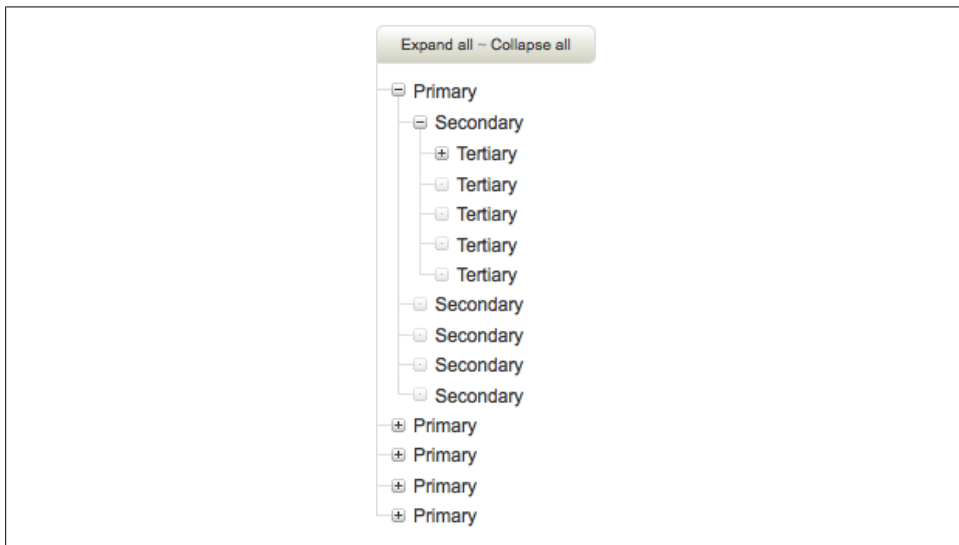 Expand all ~ Collapse all
Primary
Secondary
Tertiary
Tertiary
Tertiary
Tertiary
Tertiary
Secondary
Secondary
Secondary
Secondary
Primary
Primary
Primary
Primary